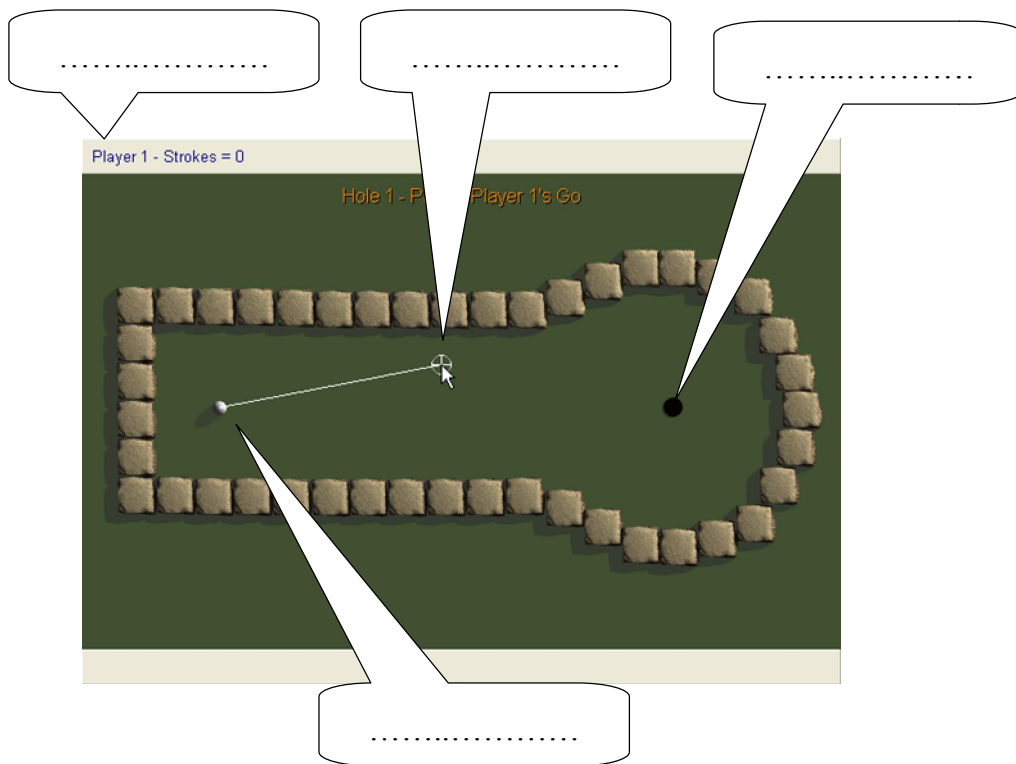 ........………….
........………….
........………….
Player 1 - Strokes = 0
Hole 1 - P Player 1's Go
........………….